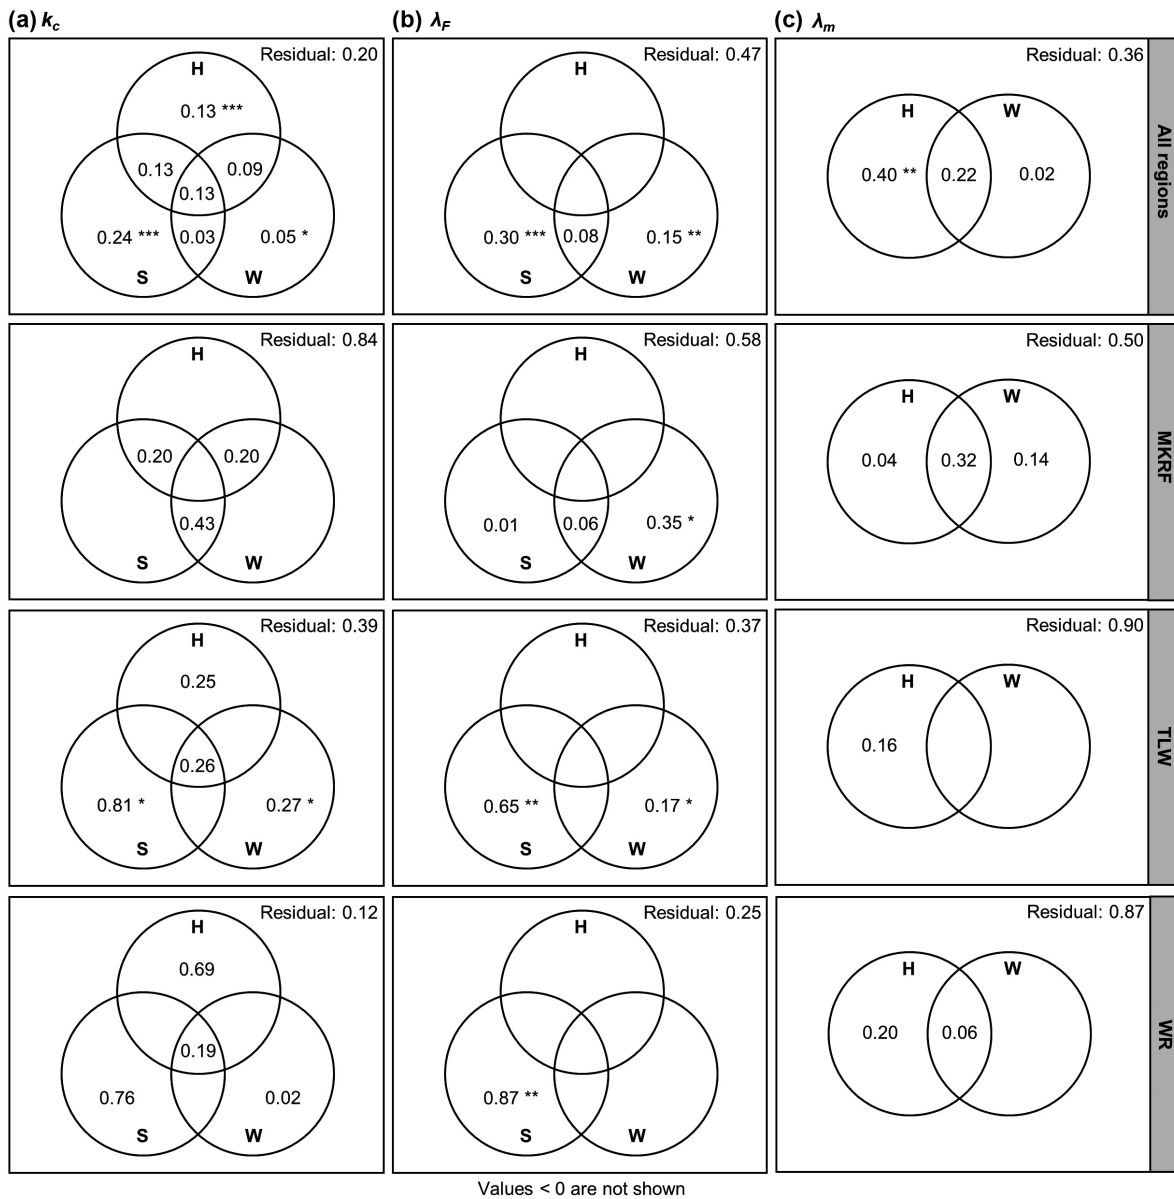 (a) kc
(b) λF
(c) λm
Residual: 0.20
H
0.13 ***
0.13
0.09
0.13
0.24 ***
0.03
0.05 *
S
W
Residual: 0.47
H
0.30 ***
0.08
0.15 **
S
W
Residual: 0.36
H
W
0.40 **
0.22
0.02
All regions
Residual: 0.84
H
0.20
0.20
0.43
S
W
Residual: 0.58
H
0.01
0.06
0.35 *
S
W
Residual: 0.50
H
W
0.04
0.32
0.14
MKRF
Residual: 0.39
H
0.25
0.26
0.81 *
0.27 *
S
W
Residual: 0.37
H
0.65 **
0.17 *
S
W
Residual: 0.90
H
W
0.16
TLW
Residual: 0.12
H
0.69
0.19
0.76
0.02
S
W
Residual: 0.25
H
0.87 **
S
W
Residual: 0.87
H
W
0.20
0.06
WR
Values < 0 are not shown